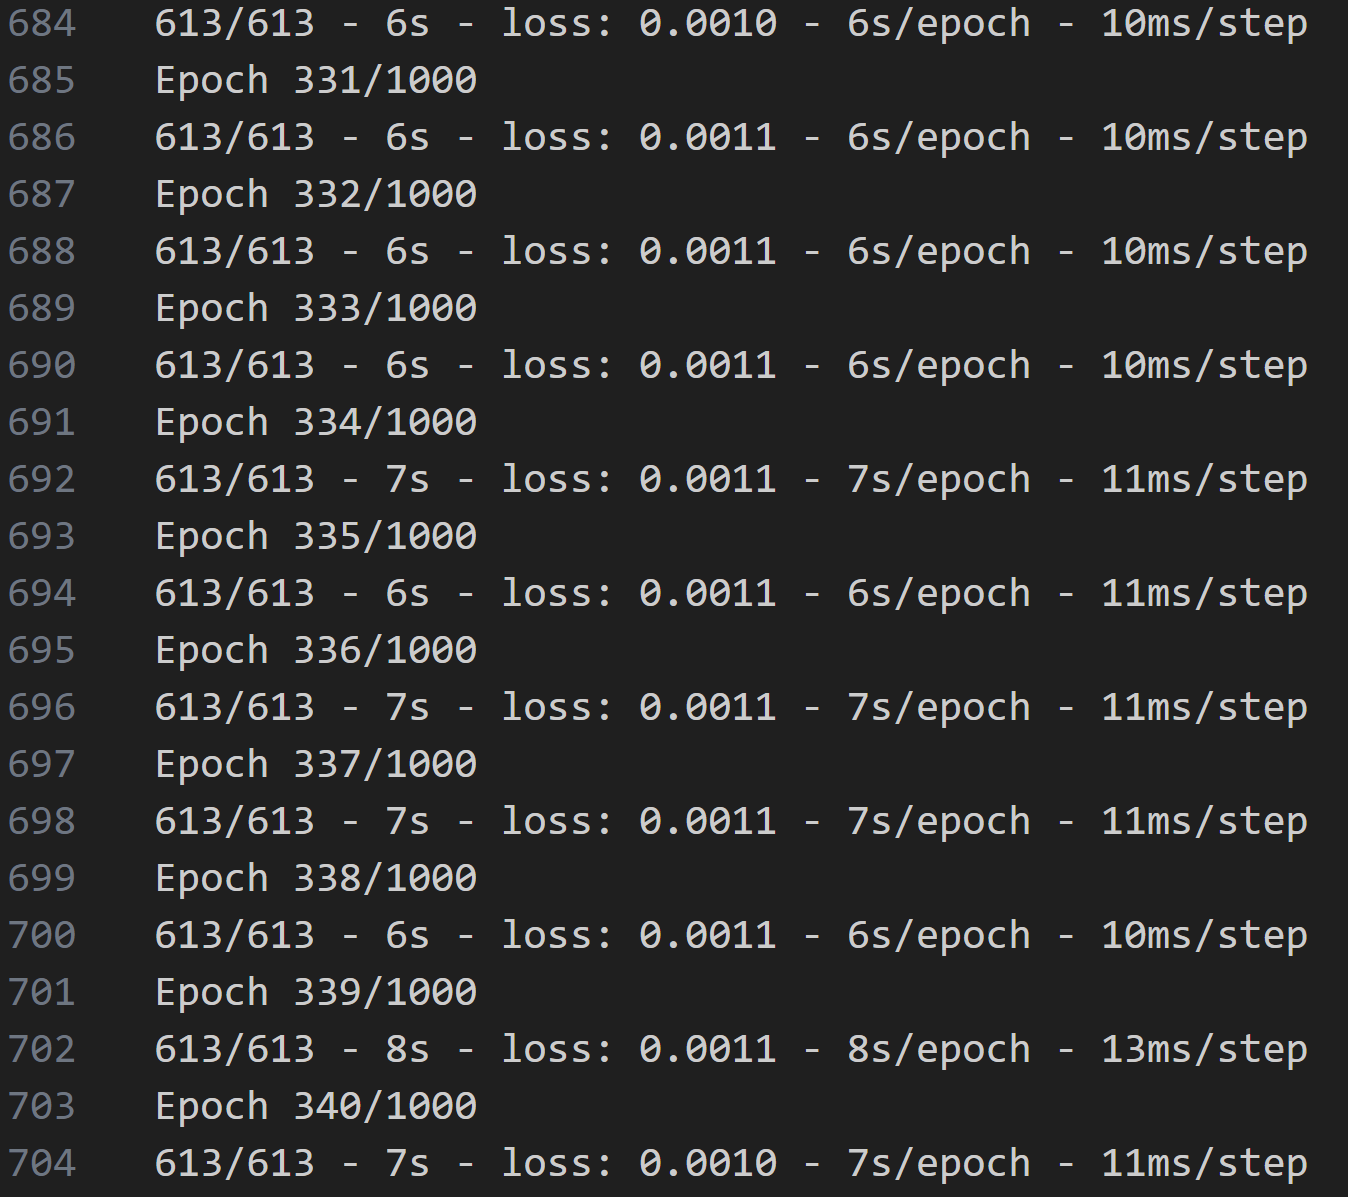 684 613/613 - 6s - loss: 0.0010 - 6s/epoch - 10ms/step
685 Epoch 331/1000
686 613/613 - 6s - loss: 0.0011 - 6s/epoch - 10ms/step
687 Epoch 332/1000
688 613/613 - 6s - loss: 0.0011 - 6s/epoch - 10ms/step
689 Epoch 333/1000
690 613/613 - 6s - loss: 0.0011 - 6s/epoch - 10ms/step
691 Epoch 334/1000
692 613/613 - 7s - loss: 0.0011 - 7s/epoch - 11ms/step
693 Epoch 335/1000
694 613/613 - 6s - loss: 0.0011 - 6s/epoch - 11ms/step
695 Epoch 336/1000
696 613/613 - 7s - loss: 0.0011 - 7s/epoch - 11ms/step
697 Epoch 337/1000
698 613/613 - 7s - loss: 0.0011 - 7s/epoch - 11ms/step
699 Epoch 338/1000
700 613/613 - 6s - loss: 0.0011 - 6s/epoch - 10ms/step
701 Epoch 339/1000
702 613/613 - 8s - loss: 0.0011 - 8s/epoch - 13ms/step
703 Epoch 340/1000
704 613/613 - 7s - loss: 0.0010 - 7s/epoch - 11ms/step